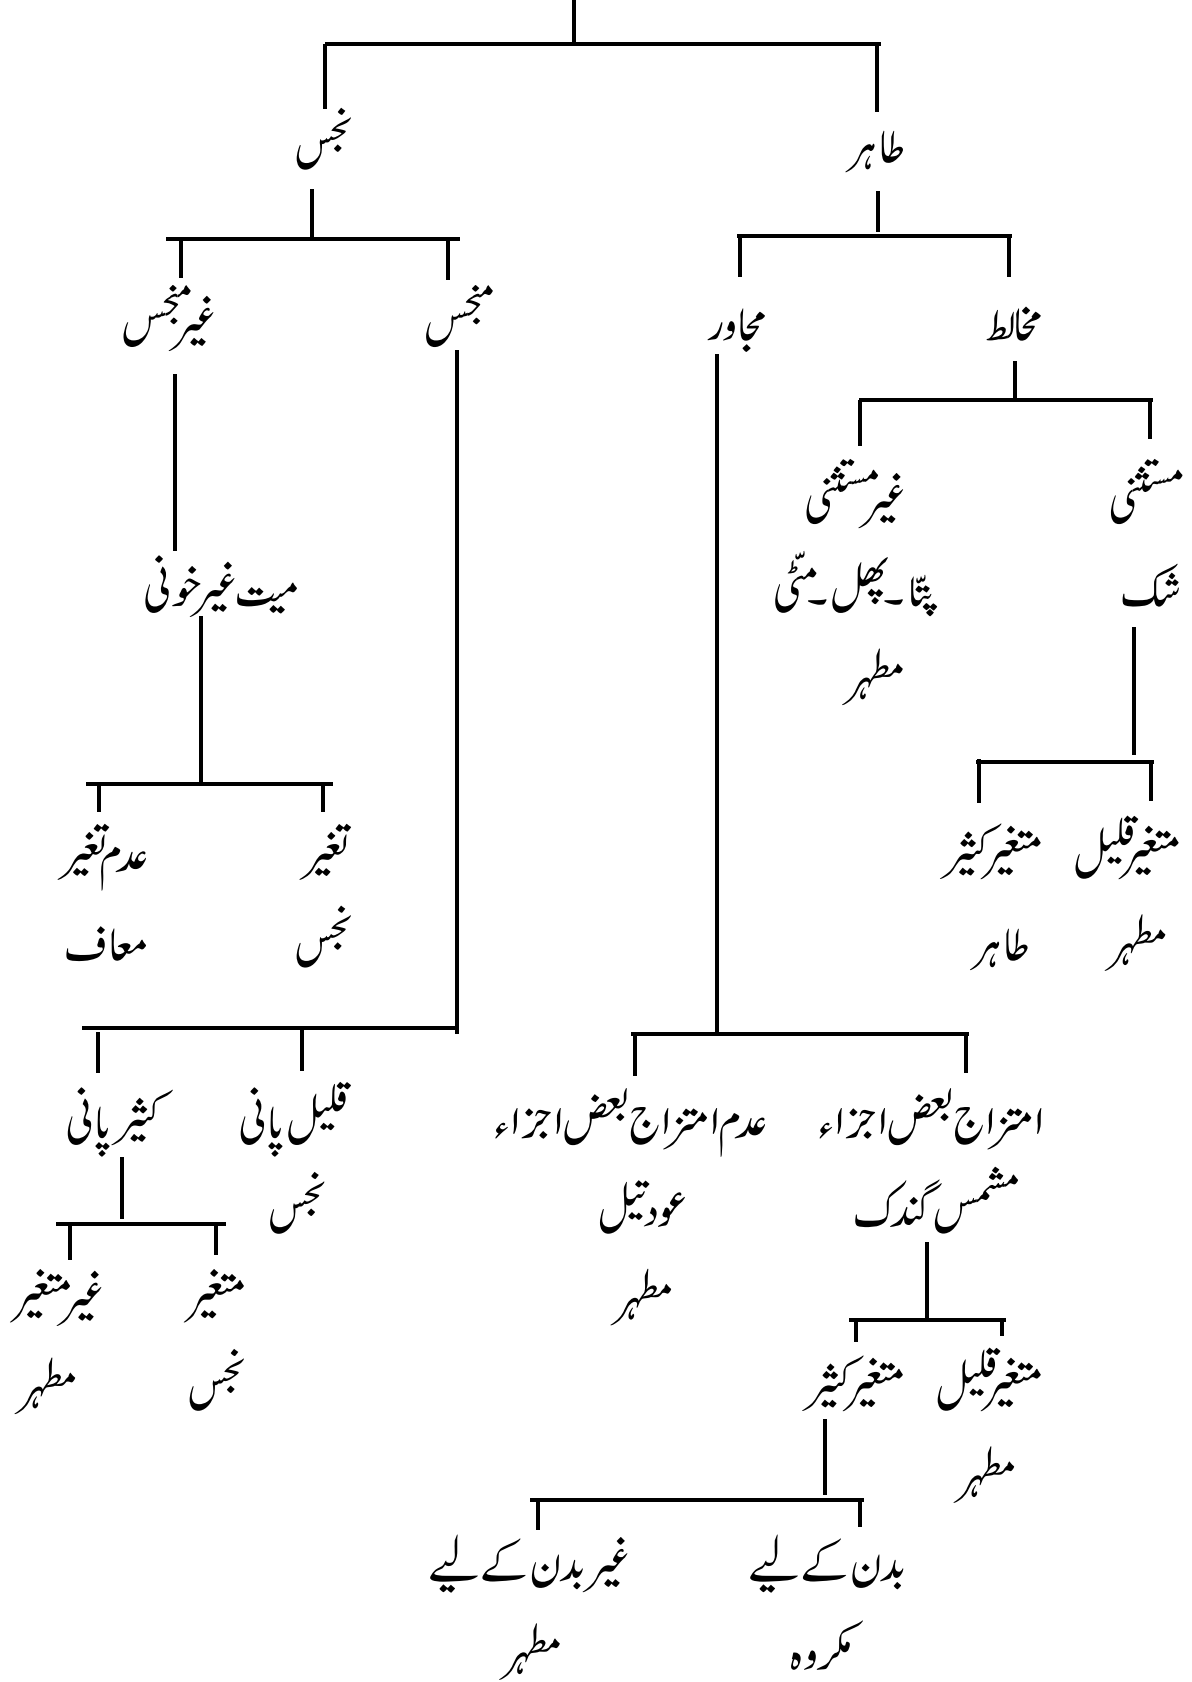 طاہر نجس
مخالط مجاور منجس غیر منجس
مستثنی غیر مستثنی
شک پتّا۔پھل۔مٹّی میت غیر خونی
مطہر
متغیر قلیل متغیر کثیر تغیر عدم تغیر
مطہر طاہر نجس معاف
امتزاج بعض اجزاء عدم امتزاج بعض اجزاء قلیل پانی کثیر پانی
مشمس گندک عود تیل نجس
مطہر متغیر غیر متغیر
متغیر قلیل متغیر کثیر نجس مطہر
مطہر
بدن کے لیے غیر بدن کے لیے
مکروہ مطہر